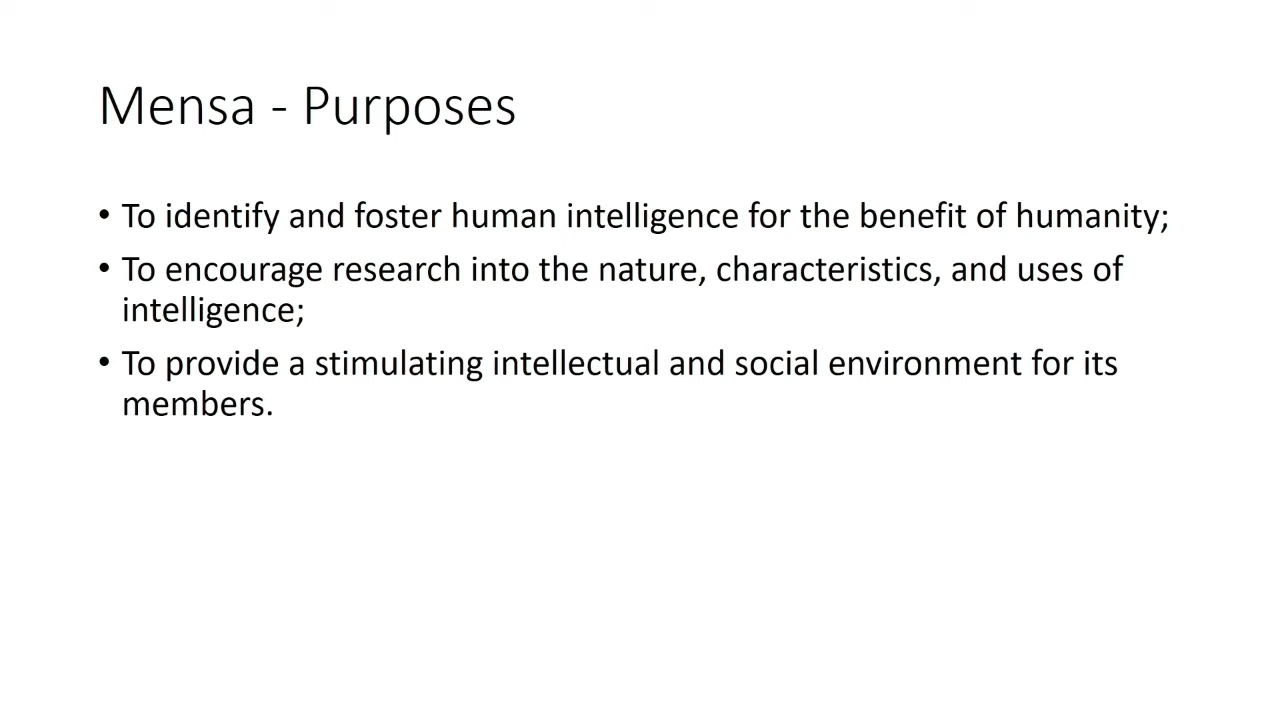 Mensa - Purposes
• To identify and foster human intelligence for the benefit of humanity;
• To encourage research into the nature, characteristics, and uses of
intelligence;
• To provide a stimulating intellectual and social environment for its
members.